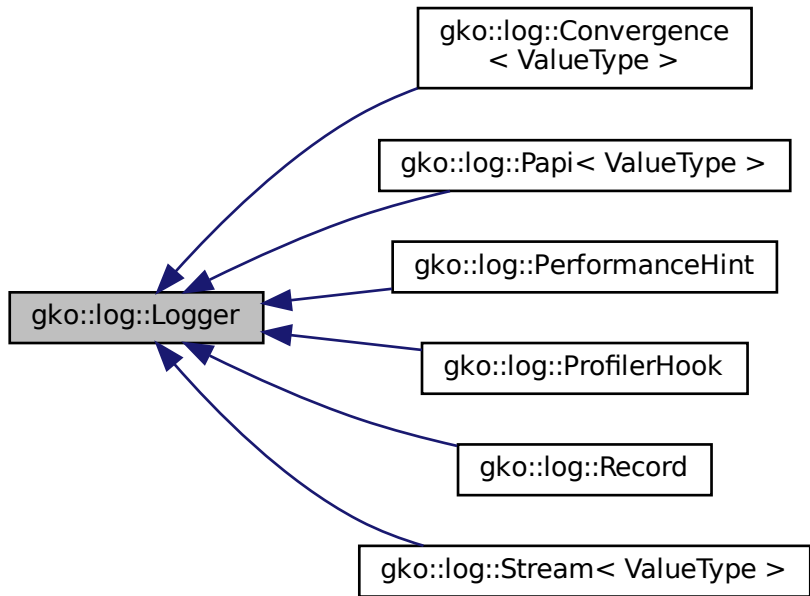 gko::log::Convergence
< ValueType >
gko::log::Papi< ValueType >
gko::log::PerformanceHint
gko::log::Logger
gko::log::ProfilerHook
gko::log::Record
gko::log::Stream< ValueType >